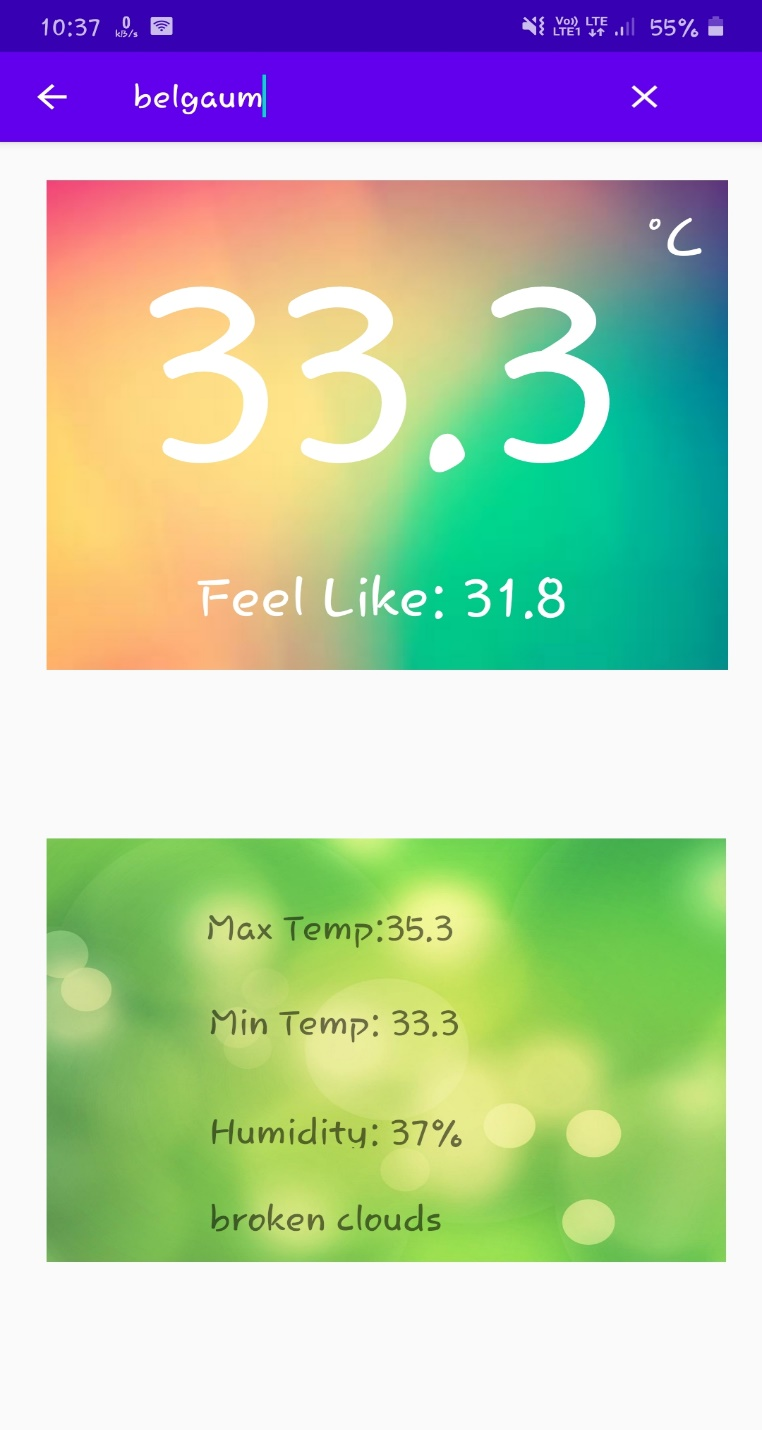 10:37 0 kB/s Vo)) LTE1 LTE 55%
belgaum
°C
33.3
Feel Like: 31.8
Max Temp:35.3
Min Temp: 33.3
Humidity: 37%
broken clouds